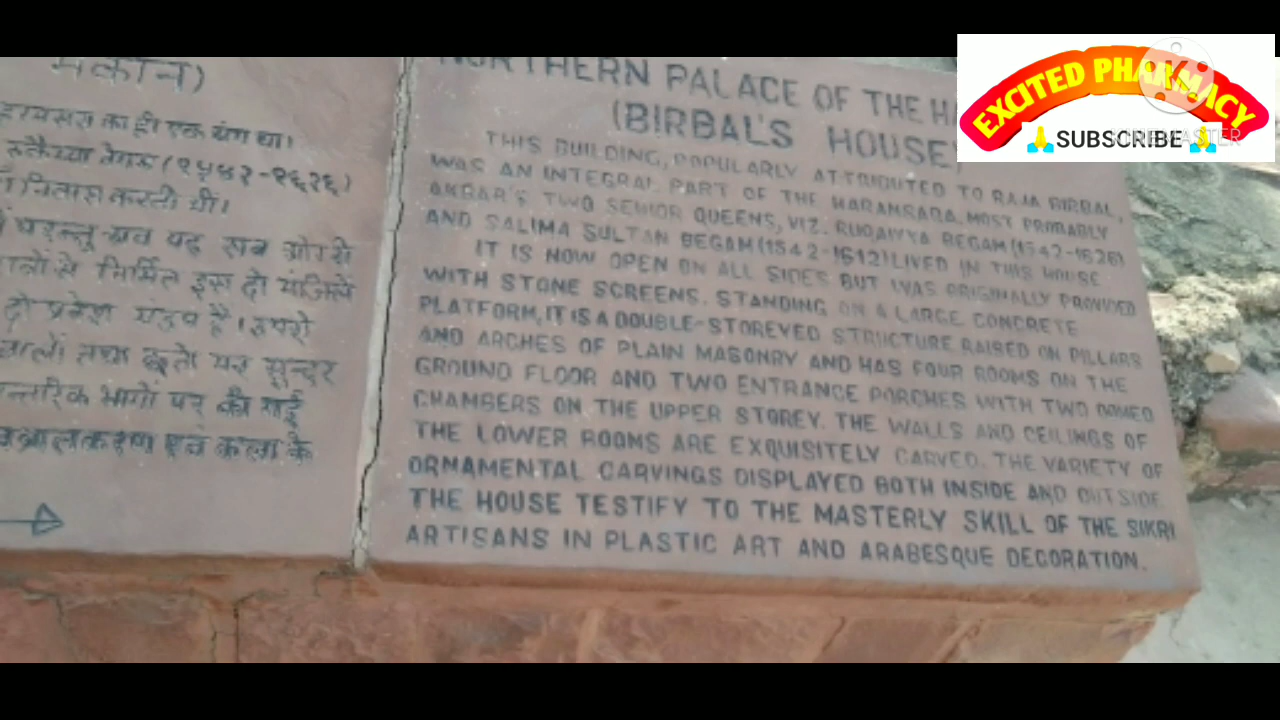 मकान)
हरमसरा का ही एक अंग था।
रुकैय्या बेगम (१५४२-१६२६)
निवास करती थीं।
परन्तु अब यह सब ओर से
से निर्मित इस दो मंजिले
दो प्रवेश मंडप है। इसके
तथा छतों पर सुन्दर
भागों पर की गई
एवं कला के
NORTHERN PALACE OF THE HA
(BIRBAL'S HOUSE)
THIS BUILDING, POPULARLY ATTRIBUTED TO RAJA BIRBAL,
WAS AN INTEGRAL PART OF THE HARAMSARA. MOST PROBABLY
AKBAR'S TWO SENIOR QUEENS, VIZ. RUQAIYYA BEGAM (1542-1626)
AND SALIMA SULTAN BEGAM (1542-1612) LIVED IN THIS HOUSE
IT IS NOW OPEN ON ALL SIDES BUT WAS ORIGINALLY PROVIDED
WITH STONE SCREENS. STANDING ON A LARGE CONCRETE
PLATFORM, IT IS A DOUBLE-STOREYED STRUCTURE RAISED ON PILLARS
AND ARCHES OF PLAIN MASONRY AND HAS FOUR ROOMS ON THE
GROUND FLOOR AND TWO ENTRANCE PORCHES WITH TWO DOMED
CHAMBERS ON THE UPPER STOREY. THE WALLS AND CEILINGS OF
THE LOWER ROOMS ARE EXQUISITELY CARVED. THE VARIETY OF
ORNAMENTAL CARVINGS DISPLAYED BOTH INSIDE AND OUTSIDE
THE HOUSE TESTIFY TO THE MASTERLY SKILL OF THE SIKRI
ARTISANS IN PLASTIC ART AND ARABESQUE DECORATION.
EXCITED PHARMACY
SUBSCRIBE